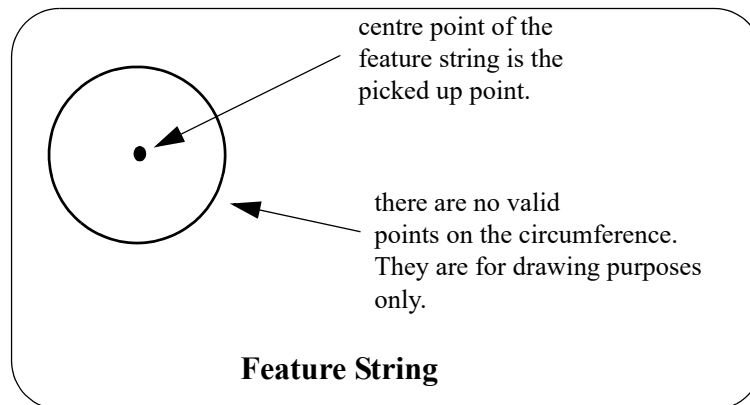 centre point of the
feature string is the
picked up point.
there are no valid
points on the circumference.
They are for drawing purposes
only.
Feature String